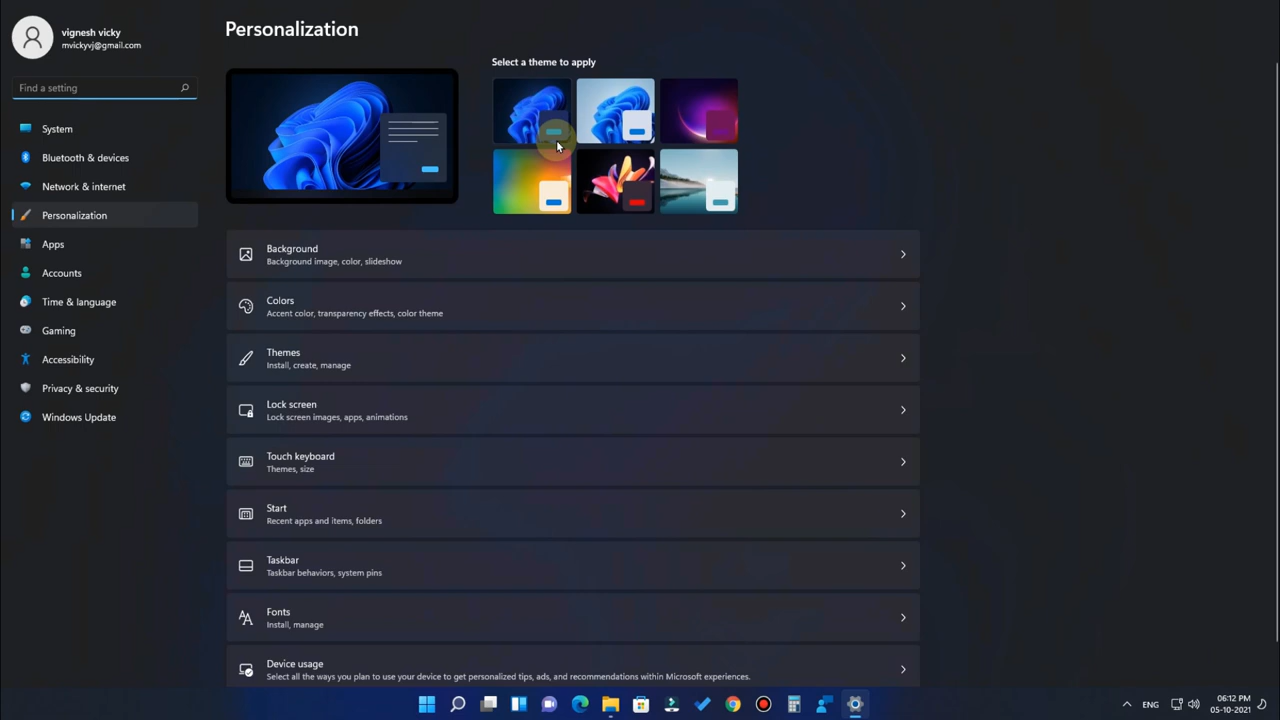 vignesh vicky
mvickyvj@gmail.com
Find a setting
System
Bluetooth & devices
Network & internet
Personalization
Apps
Accounts
Time & language
Gaming
Accessibility
Privacy & security
Windows Update
Personalization
Select a theme to apply
Background
Background image, color, slideshow
Colors
Accent color, transparency effects, color theme
Themes
Install, create, manage
Lock screen
Lock screen images, apps, animations
Touch keyboard
Themes, size
Start
Recent apps and items, folders
Taskbar
Taskbar behaviors, system pins
Fonts
Install, manage
Device usage
Select all the ways you plan to use your device to get personalized tips, ads, and recommendations within Microsoft experiences.
ENG
06:12 PM
05-10-2021